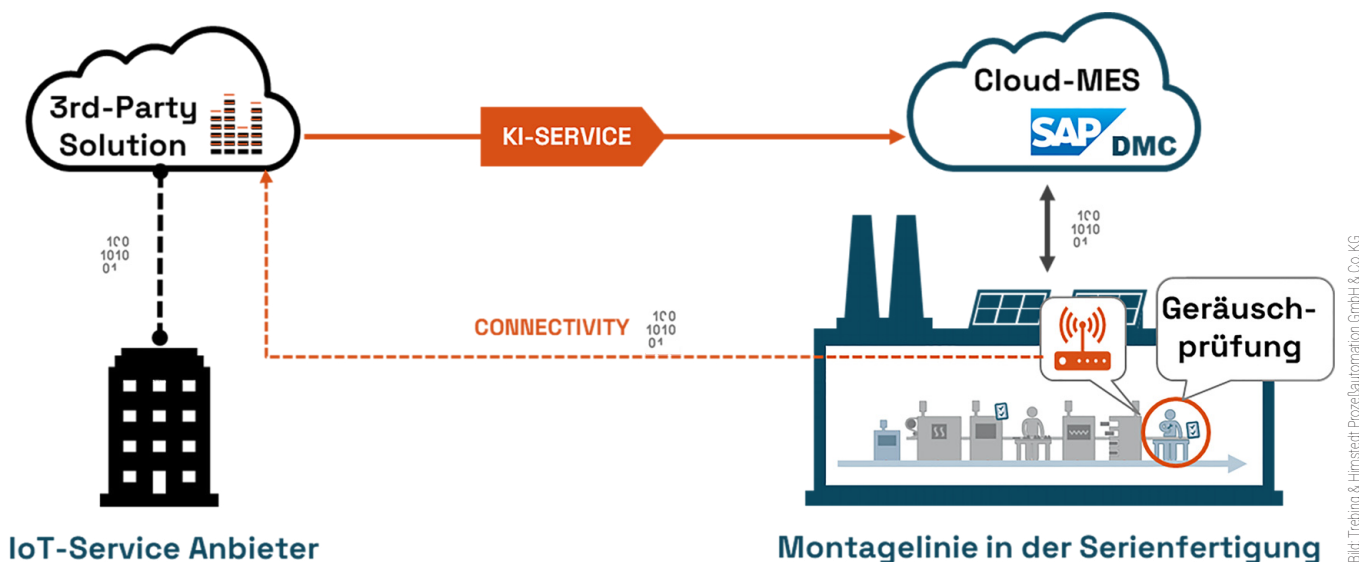 3rd-Party
Solution
KI-SERVICE
Cloud-MES
SAP
DMC
100
1010
01
100
1010
01
CONNECTIVITY
100
1010
01
Geräusch-
prüfung
IoT-Service Anbieter
Montagelinie in der Serienfertigung
Bild: Trebing & Himstedt Prozeßautomation GmbH & Co. KG